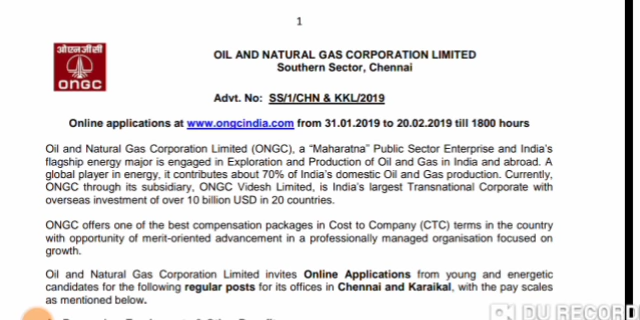 1
ओएनजीसी
ONGC
OIL AND NATURAL GAS CORPORATION LIMITED
Southern Sector, Chennai
Advt. No: SS/1/CHN & KKL/2019
Online applications at www.ongcindia.com from 31.01.2019 to 20.02.2019 till 1800 hours
Oil and Natural Gas Corporation Limited (ONGC), a “Maharatna” Public Sector Enterprise and India's
flagship energy major is engaged in Exploration and Production of Oil and Gas in India and abroad. A
global player in energy, it contributes about 70% of India's domestic Oil and Gas production. Currently,
ONGC through its subsidiary, ONGC Videsh Limited, is India's largest Transnational Corporate with
overseas investment of over 10 billion USD in 20 countries.
ONGC offers one of the best compensation packages in Cost to Company (CTC) terms in the country
with opportunity of merit-oriented advancement in a professionally managed organisation focused on
growth.
Oil and Natural Gas Corporation Limited invites Online Applications from young and energetic
candidates for the following regular posts for its offices in Chennai and Karaikal, with the pay scales
as mentioned below.
DU RECORD